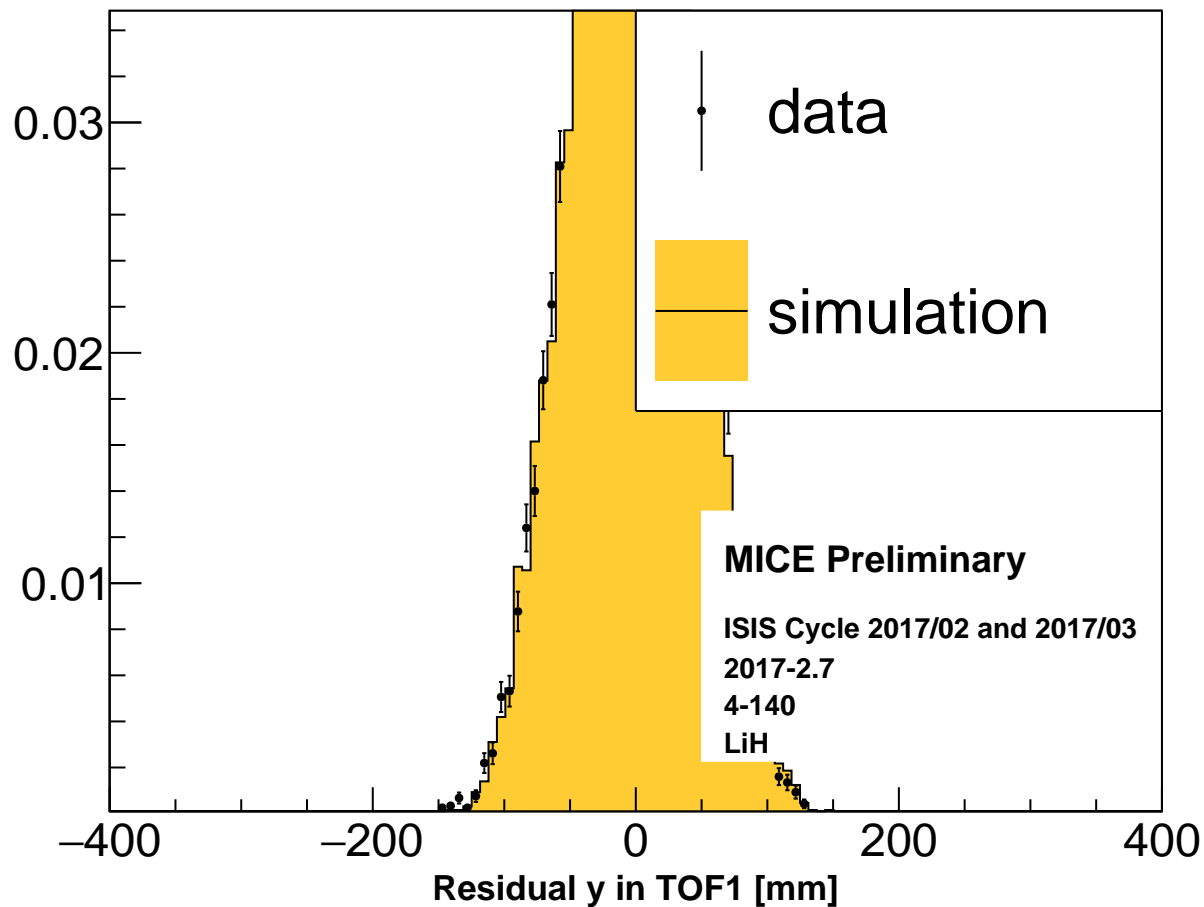 data
simulation
0.03
0.02
0.01
MICE Preliminary
ISIS Cycle 2017/02 and 2017/03
2017-2.7
4-140
LiH
−400 −200 0 200 400
Residual y in TOF1 [mm]